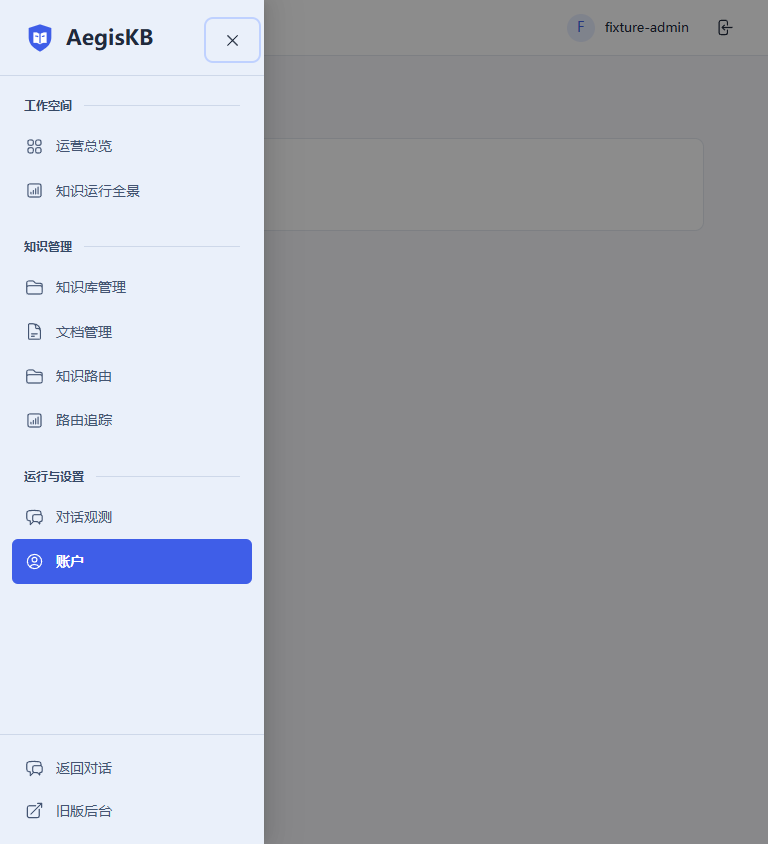 AegisKB
F fixture-admin
工作空间
运营总览
知识运行全景
知识管理
知识库管理
文档管理
知识路由
路由追踪
运行与设置
对话观测
账户
返回对话
旧版后台